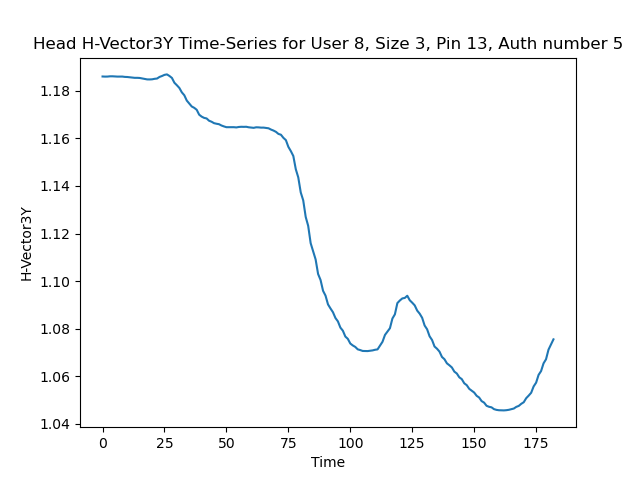 Head H-Vector3Y Time-Series for User 8, Size 3, Pin 13, Auth number 5
1.18
1.16
1.14
1.12
1.10
1.08
1.06
1.04
H-Vector3Y
0 25 50 75 100 125 150 175
Time